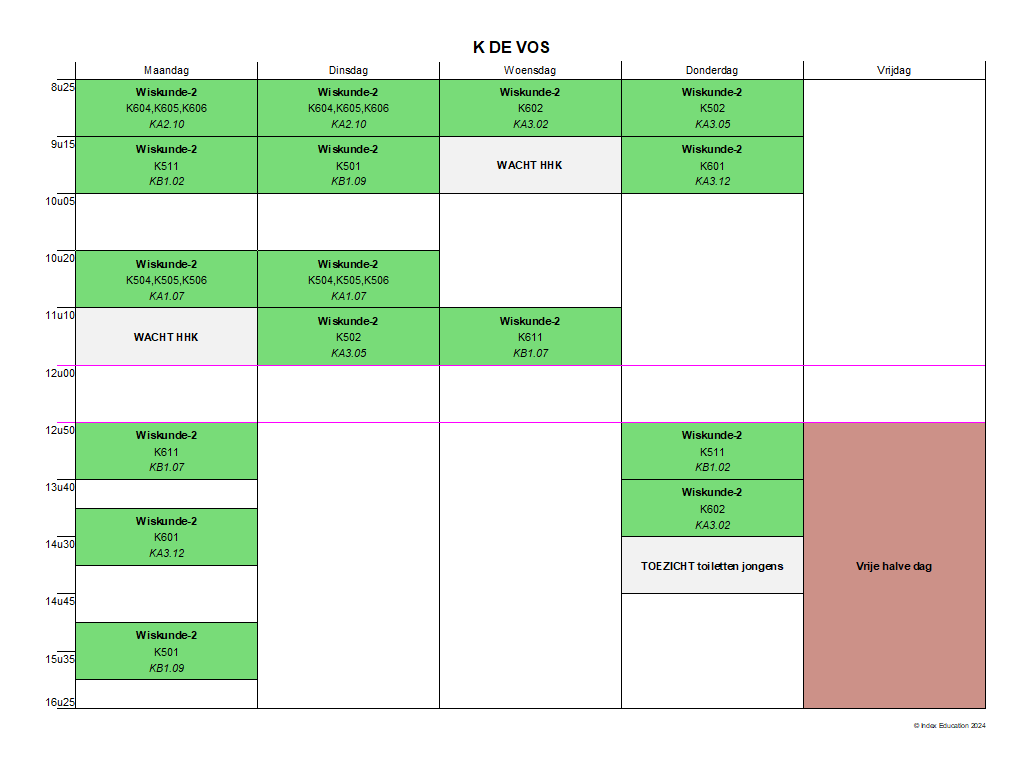 K DE VOS
Maandag Dinsdag Woensdag Donderdag Vrijdag
8u25
Wiskunde-2 Wiskunde-2 Wiskunde-2 Wiskunde-2
K604,K605,K606 K604,K605,K606 K602 K502
KA2.10 KA2.10 KA3.02 KA3.05
9u15
Wiskunde-2 Wiskunde-2 Wiskunde-2
K511 K501 WACHT HHK K601
KB1.02 KB1.09 KA3.12
10u05
10u20
Wiskunde-2 Wiskunde-2
K504,K505,K506 K504,K505,K506
KA1.07 KA1.07
11u10
Wiskunde-2 Wiskunde-2
WACHT HHK K502 K611
KA3.05 KB1.07
12u00
12u50
Wiskunde-2 Wiskunde-2
K611 K511
KB1.07 KB1.02
13u40
Wiskunde-2
K602
Wiskunde-2
KA3.02
K601
14u30
KA3.12
TOEZICHT toiletten jongens Vrije halve dag
14u45
Wiskunde-2
K501
15u35
KB1.09
16u25
© Index Education 2024